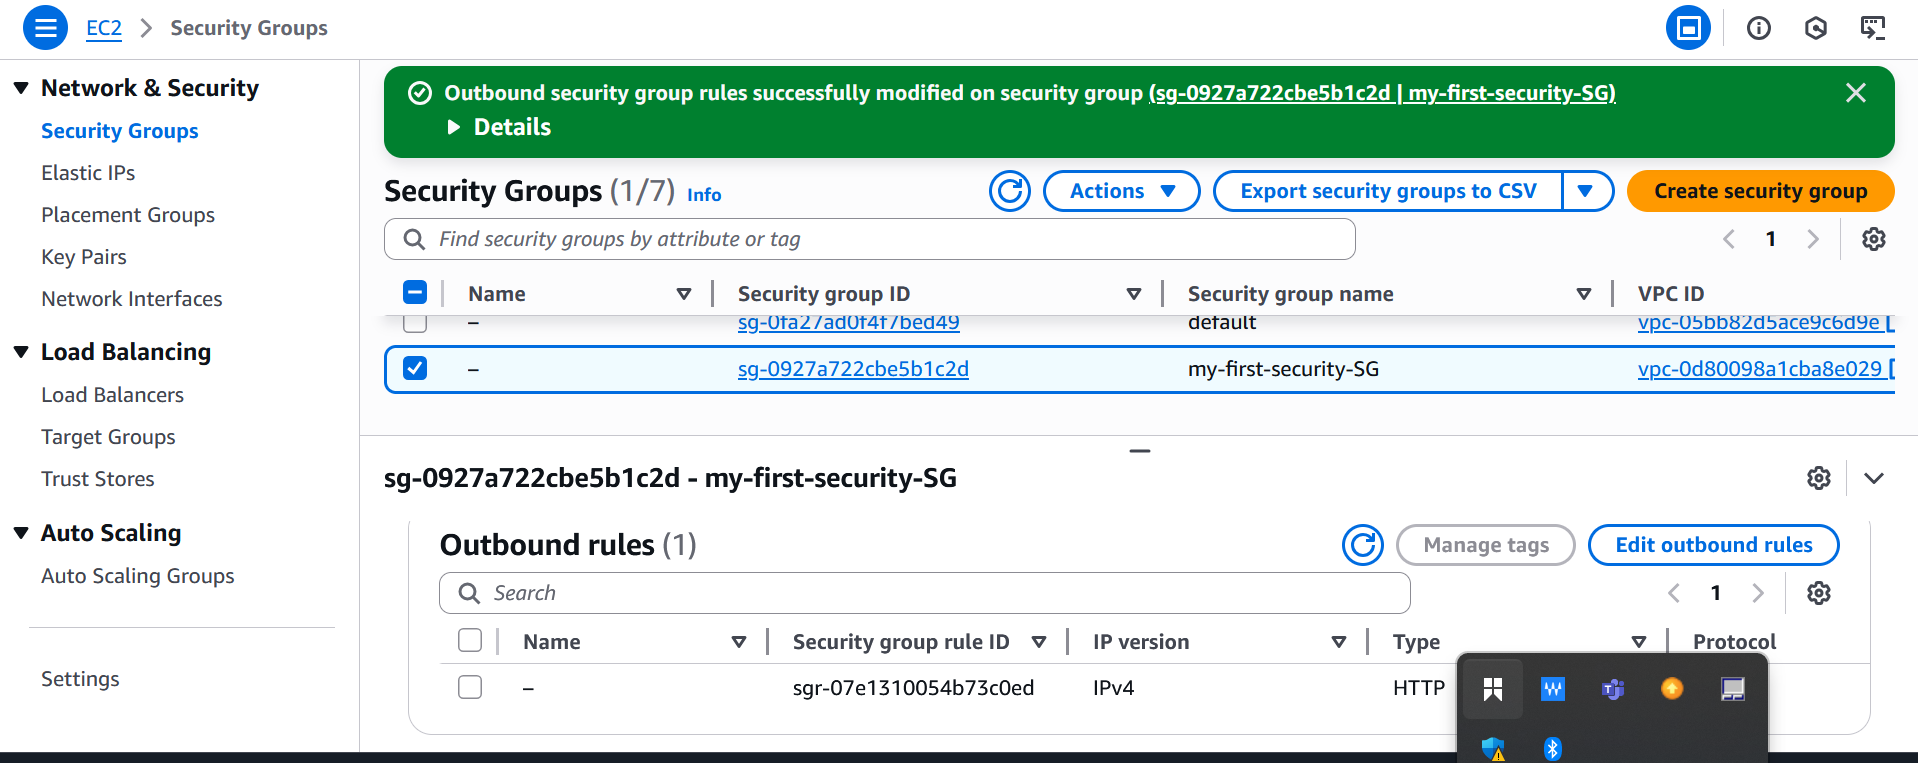 EC2 > Security Groups
Network & Security
Security Groups
Elastic IPs
Placement Groups
Key Pairs
Network Interfaces
Load Balancing
Load Balancers
Target Groups
Trust Stores
Auto Scaling
Auto Scaling Groups
Settings
Outbound security group rules successfully modified on security group (sg-0927a722cbe5b1c2d | my-first-security-SG)
Details
Security Groups (1/7) Info
Actions
Export security groups to CSV
Create security group
Find security groups by attribute or tag
1
Name Security group ID Security group name VPC ID
– sg-0fa27ad0f4f7bed49 default vpc-05bb82d5ace9c6d9e
– sg-0927a722cbe5b1c2d my-first-security-SG vpc-0d80098a1cba8e029
sg-0927a722cbe5b1c2d - my-first-security-SG
Outbound rules (1)
Manage tags
Edit outbound rules
Search
1
Name Security group rule ID IP version Type Protocol
– sgr-07e1310054b73c0ed IPv4 HTTP